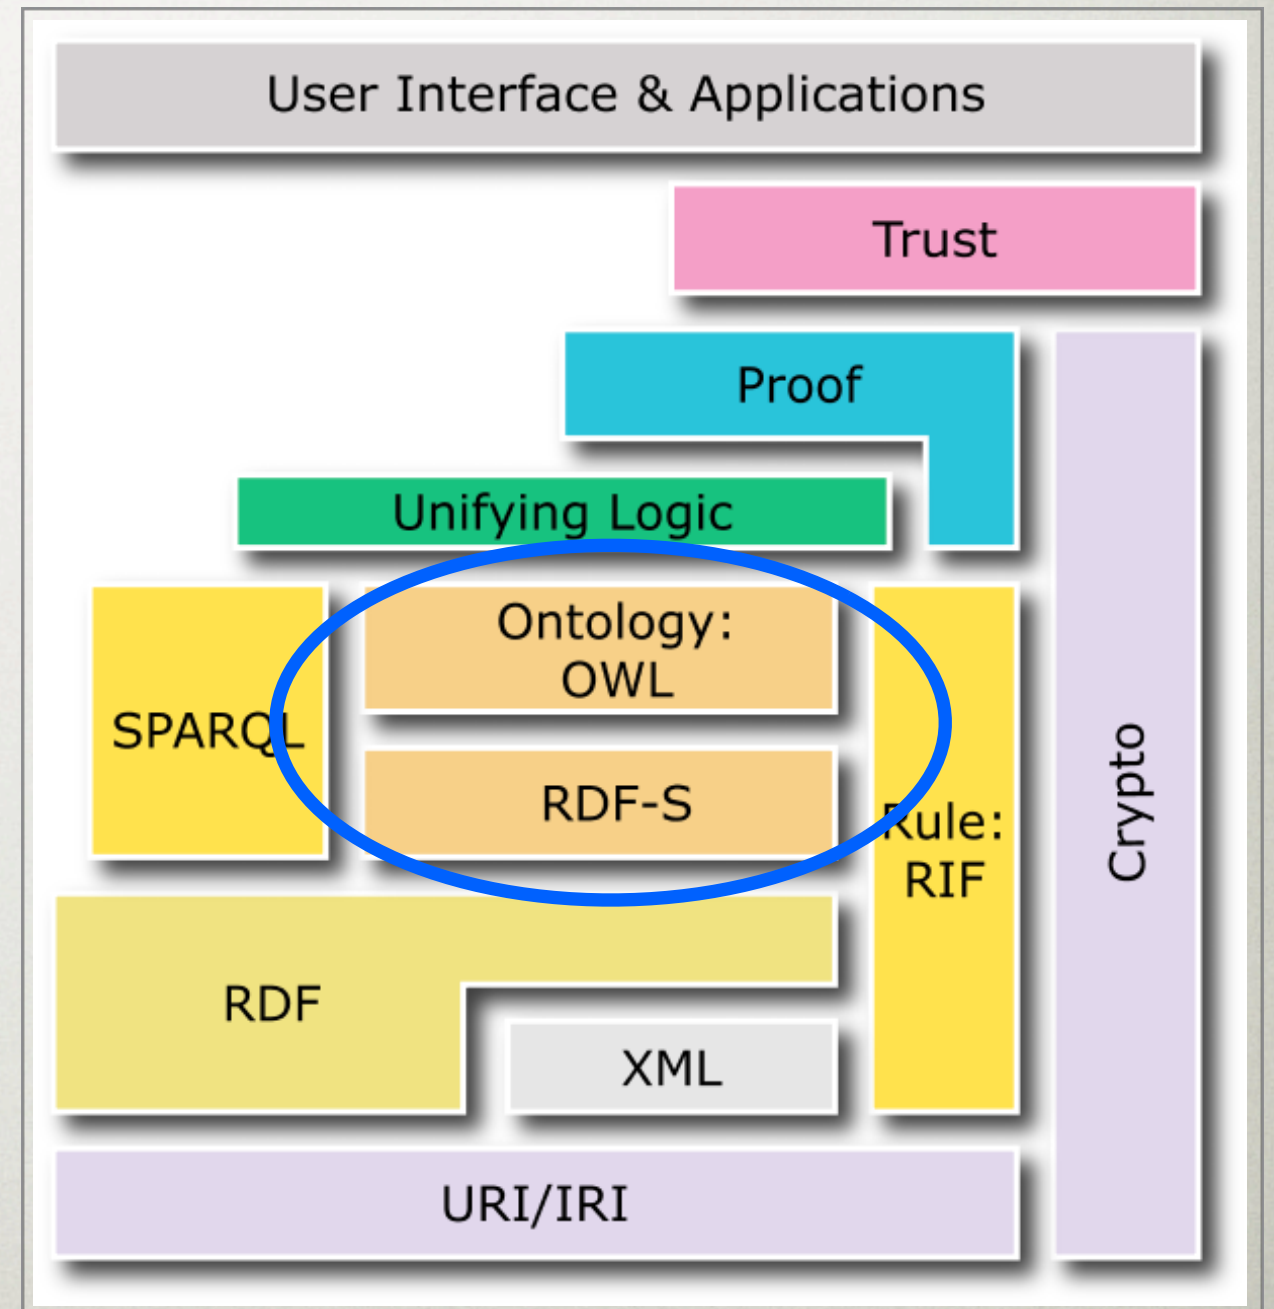 User Interface & Applications
Trust
Proof
Unifying Logic
Ontology:
OWL
SPARQL
RDF-S
Rule:
RIF
Crypto
RDF
XML
URI/IRI